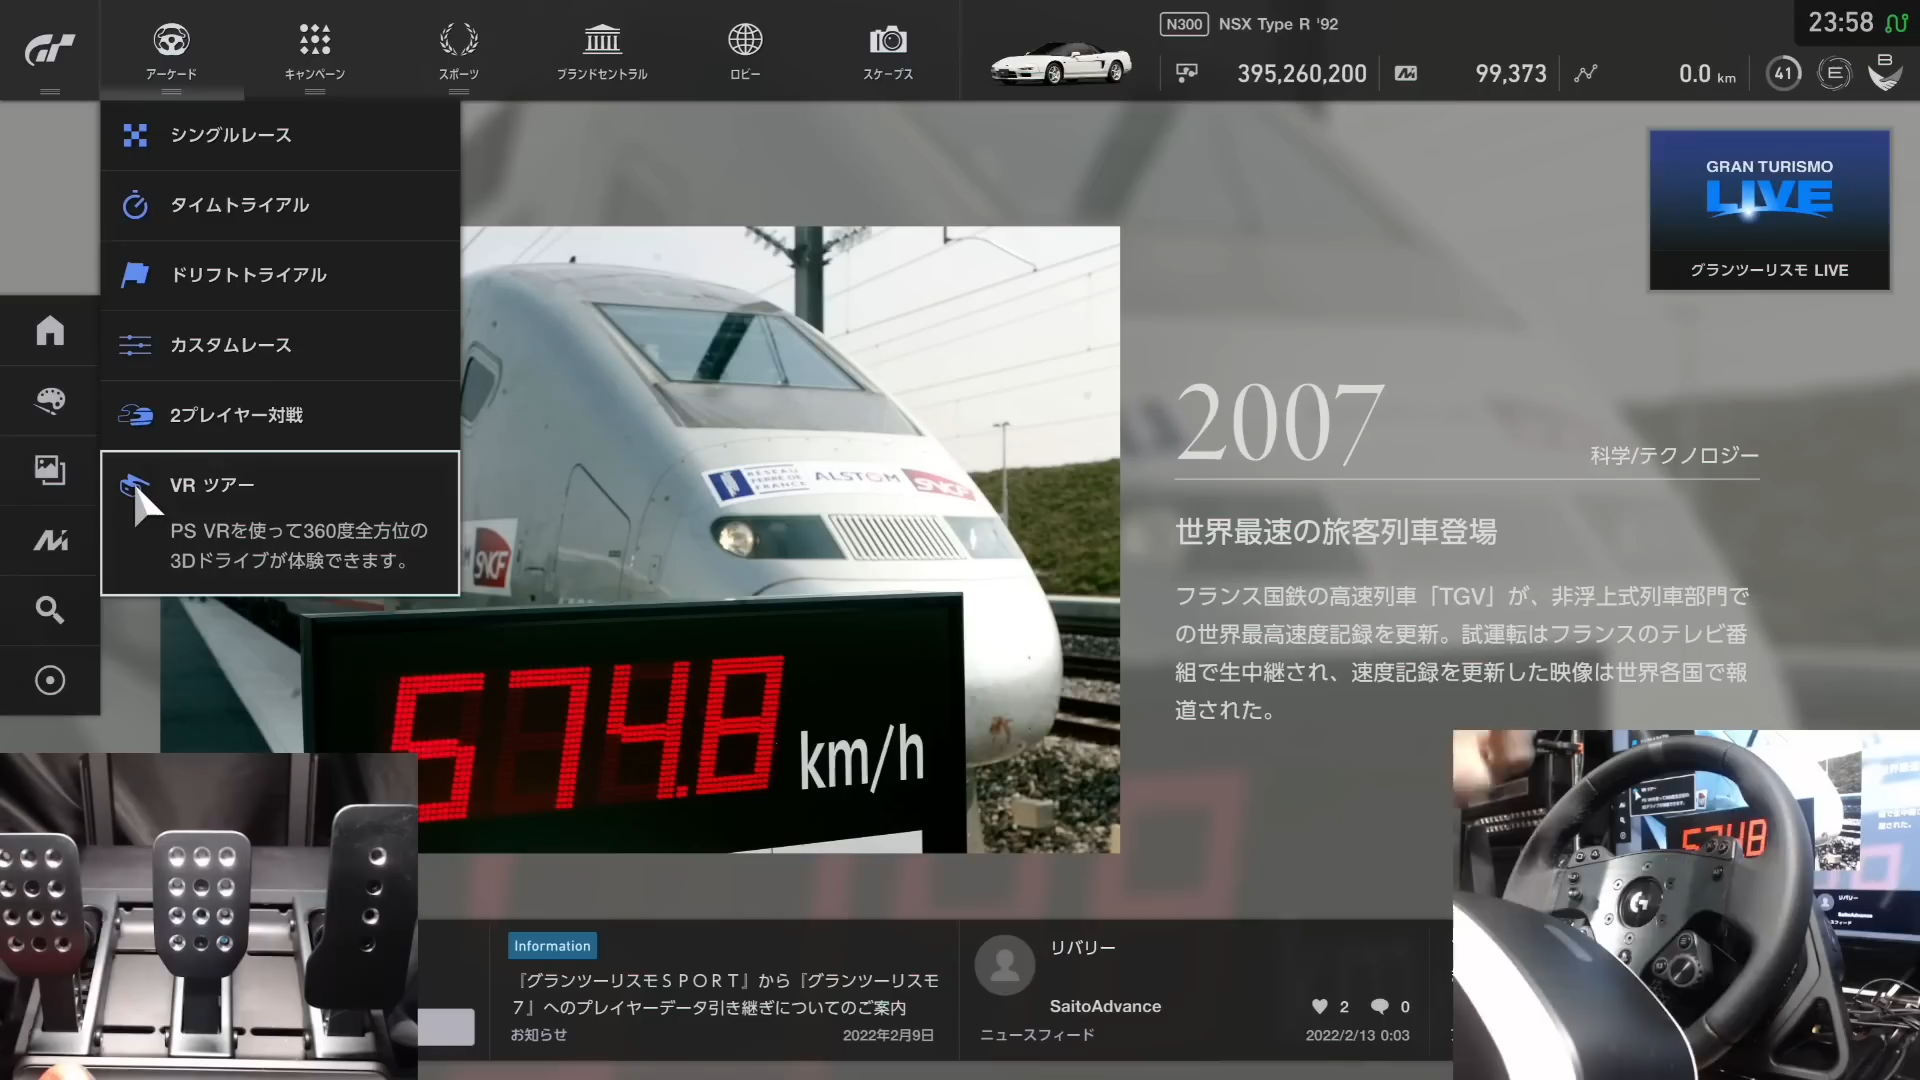 アーケード
キャンペーン
スポーツ
ブランドセントラル
ロビー
スケープス
N300 NSX Type R '92
395,260,200
99,373
0.0 km
23:58
41
E
B
シングルレース
タイムトライアル
ドリフトトライアル
カスタムレース
2プレイヤー対戦
VR ツアー
PS VRを使って360度全方位の
3Dドライブが体験できます。
GRAN TURISMO
LIVE
グランツーリスモ LIVE
RÉSEAU
FERRÉ DE
FRANCE
ALSTOM
SNCF
SNCF
574.8 km/h
2007
科学/テクノロジー
世界最速の旅客列車登場
フランス国鉄の高速列車「TGV」が、非浮上式列車部門で
の世界最高速度記録を更新。試運転はフランスのテレビ番
組で生中継され、速度記録を更新した映像は世界各国で報
道された。
Information
『グランツーリスモＳＰＯＲＴ』から『グランツーリスモ
７』へのプレイヤーデータ引き継ぎについてのご案内
お知らせ
2022年2月9日
リバリー
SaitoAdvance
2
0
ニュースフィード
2022/2/13 0:03
574.8
リバリー
SaitoAdvance
G